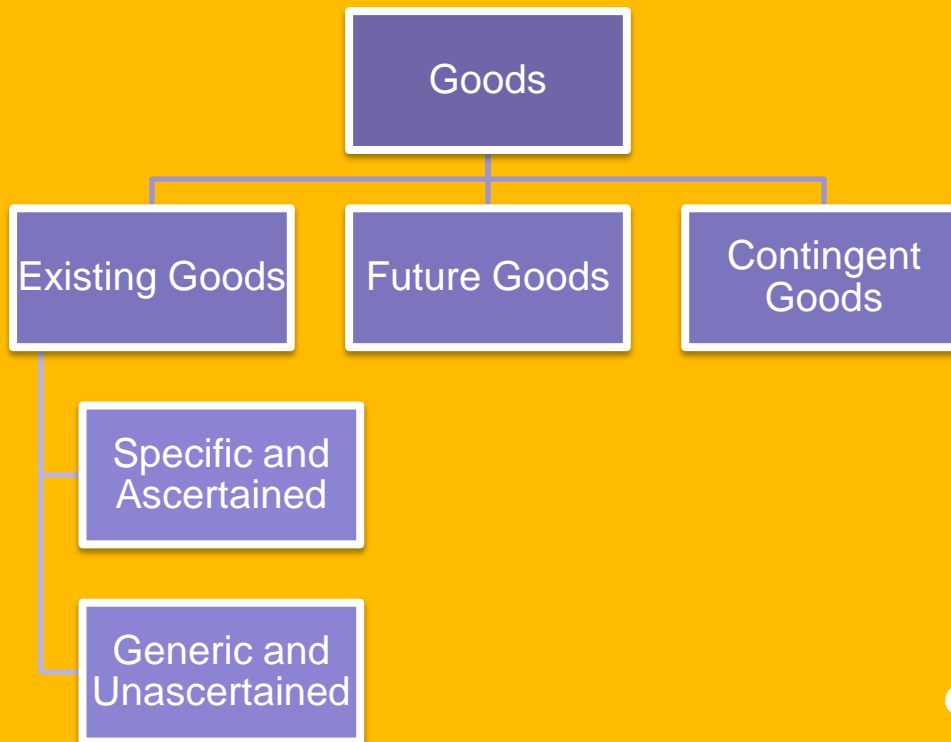 Goods
Existing Goods
Future Goods
Contingent
Goods
Specific and
Ascertained
Generic and
Unascertained